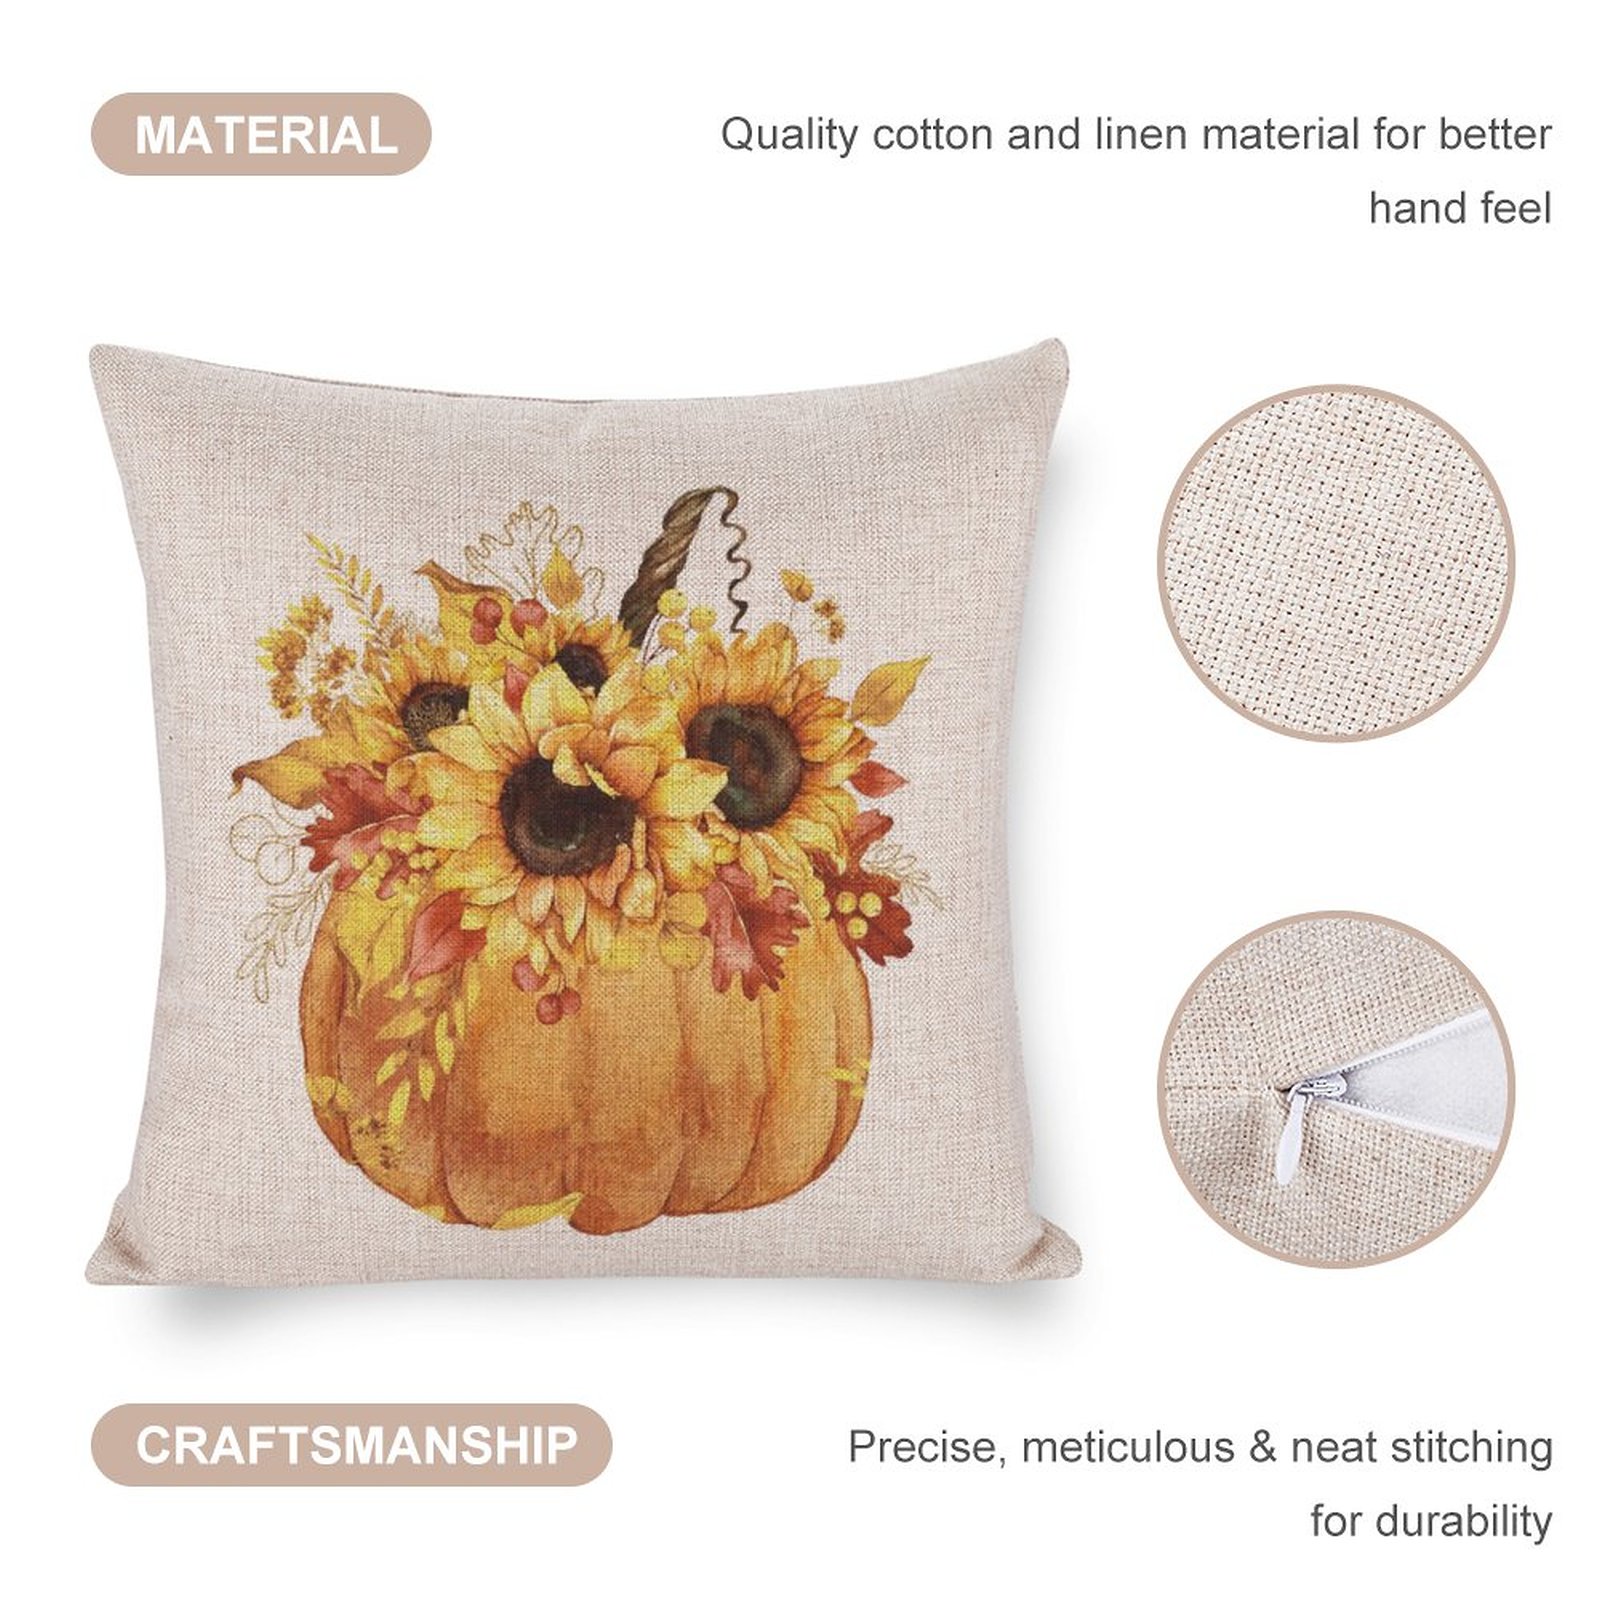 MATERIAL
Quality cotton and linen material for better
hand feel
CRAFTSMANSHIP
Precise, meticulous & neat stitching
for durability